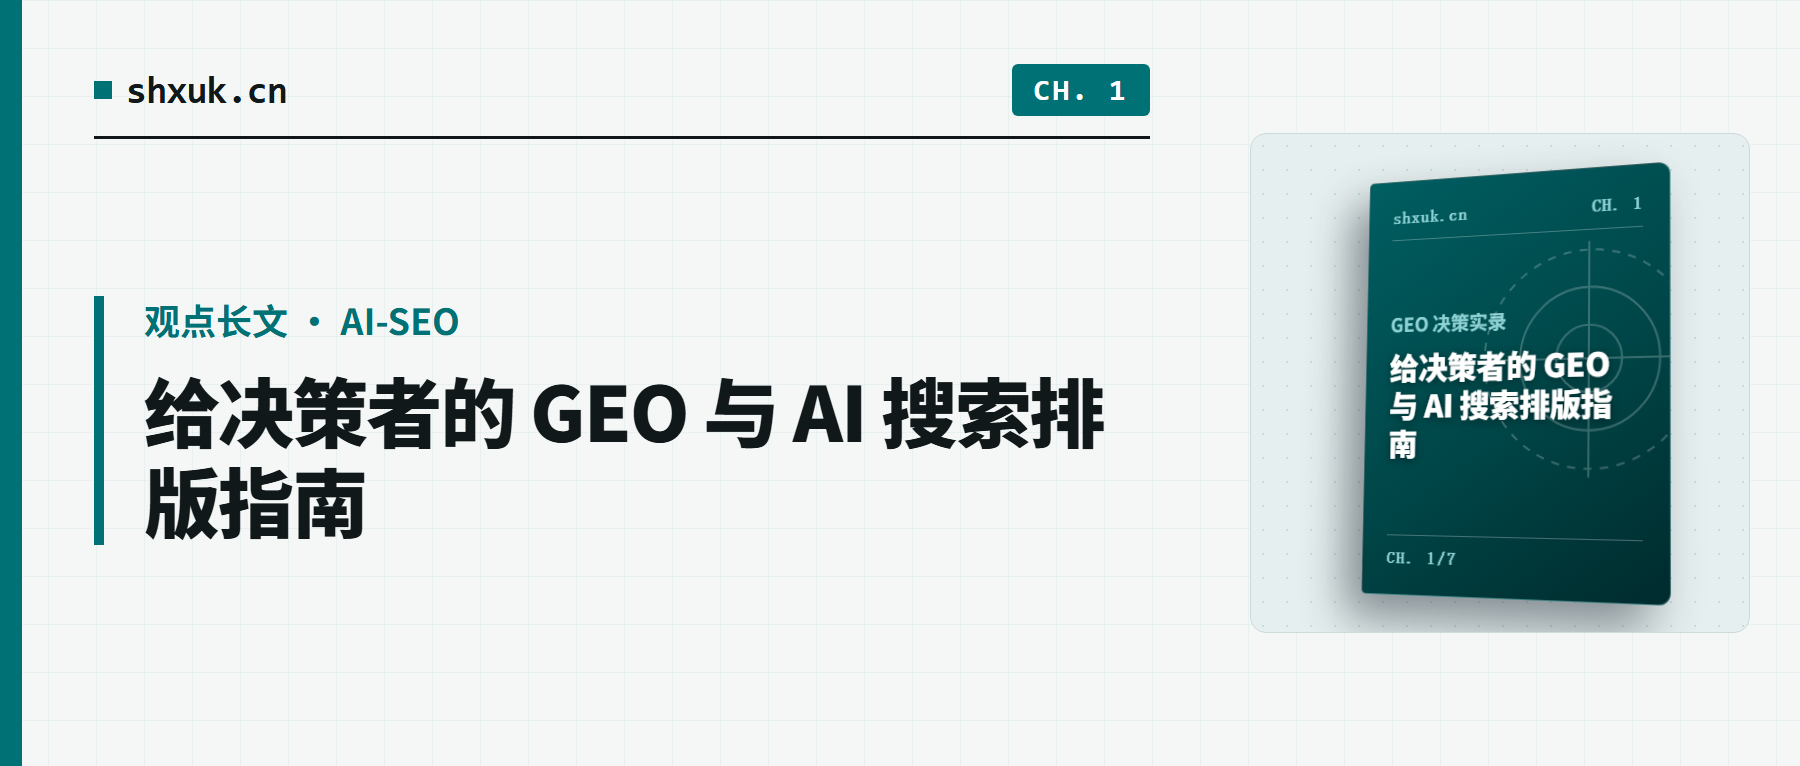 shxuk.cn
CH. 1
观点长文 · AI-SEO
给决策者的 GEO 与 AI 搜索排
版指南
shxuk.cn
CH. 1
GEO 决策实录
给决策者的 GEO
与 AI 搜索排版指
南
CH. 1/7